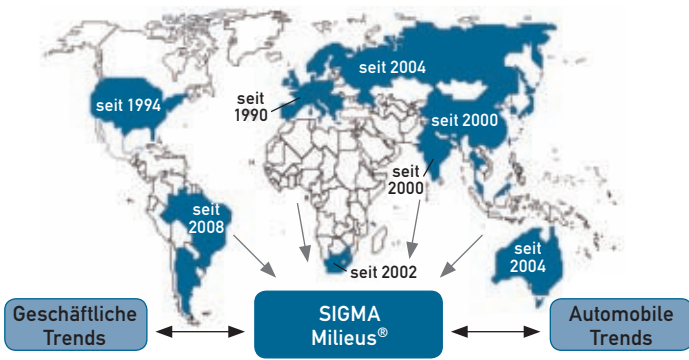 seit 2004
seit 1994
seit
1990
seit 2000
seit
2000
seit
2008
seit
2004
seit 2002
Geschäftliche
Trends
SIGMA
Milieus®
Automobile
Trends